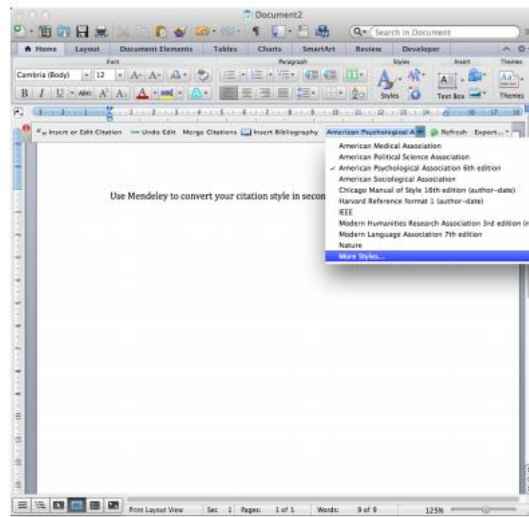 Document2
Search in Document
Home Layout Document Elements Tables Charts SmartArt Review Developer
Font Paragraph Styles Insert Themes
Cambria (Body) 12
Styles Text Box Themes
Insert or Edit Citation Undo Edit Merge Citations Insert Bibliography American Psychological A Refresh Export...
American Medical Association
American Political Science Association
✓ American Psychological Association 6th edition
American Sociological Association
Chicago Manual of Style 16th edition (author-date)
Harvard Reference format 1 (author-date)
IEEE
Modern Humanities Research Association 3rd edition
Modern Language Association 7th edition
Nature
More Styles...
Use Mendeley to convert your citation style in secon
Print Layout View Sec 1 Pages: 1 of 1 Words: 9 of 9 125%